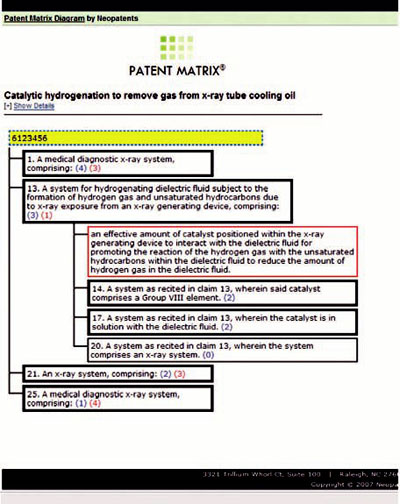 Patent Matrix Diagram by Neopatents
PATENT MATRIX®
Catalytic hydrogenation to remove gas from x-ray tube cooling oil
[-] Show Details
6123456
1. A medical diagnostic x-ray system,
comprising: (4) (3)
13. A system for hydrogenating dielectric fluid subject to the
formation of hydrogen gas and unsaturated hydrocarbons due
to x-ray exposure from an x-ray generating device, comprising:
(3) (1)
an effective amount of catalyst positioned within the x-ray
generating device to interact with the dielectric fluid for
promoting the reaction of the hydrogen gas with the unsaturated
hydrocarbons within the dielectric fluid to reduce the amount of
hydrogen gas in the dielectric fluid.
14. A system as recited in claim 13, wherein said catalyst
comprises a Group VIII element. (2)
17. A system as recited in claim 13, wherein the catalyst is in
solution with the dielectric fluid. (2)
20. A system as recited in claim 13, wherein the system
comprises an x-ray system. (0)
21. An x-ray system, comprising: (2) (3)
25. A medical diagnostic x-ray system,
comprising: (1) (4)
3321 Trillium Whorl Ct, Suite 100 | Raleigh, NC 276
Copyright © 2007 Neopa